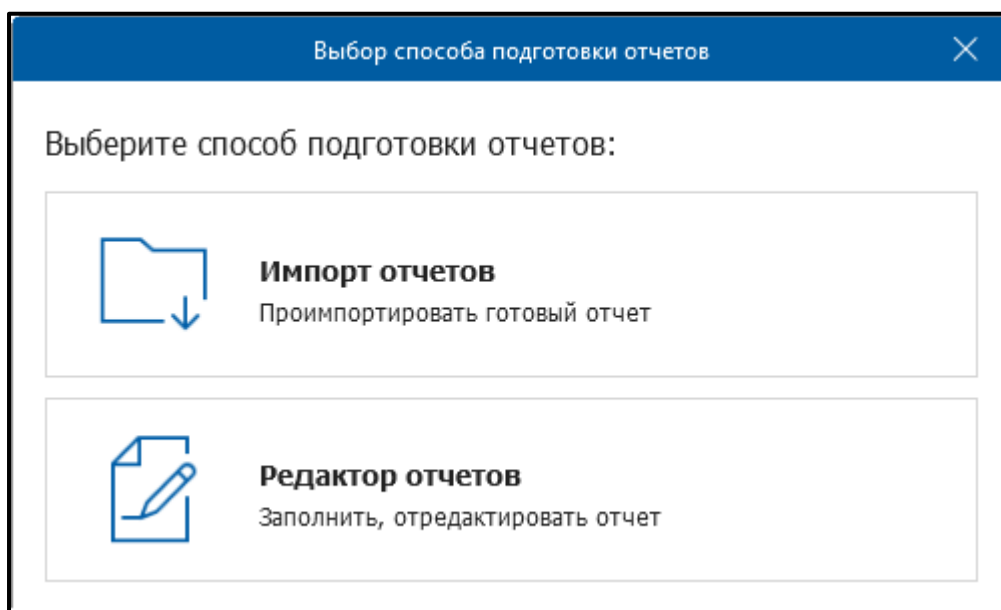 Выбор способа подготовки отчетов
Выберите способ подготовки отчетов:
Импорт отчетов
Проимпортировать готовый отчет
Редактор отчетов
Заполнить, отредактировать отчет